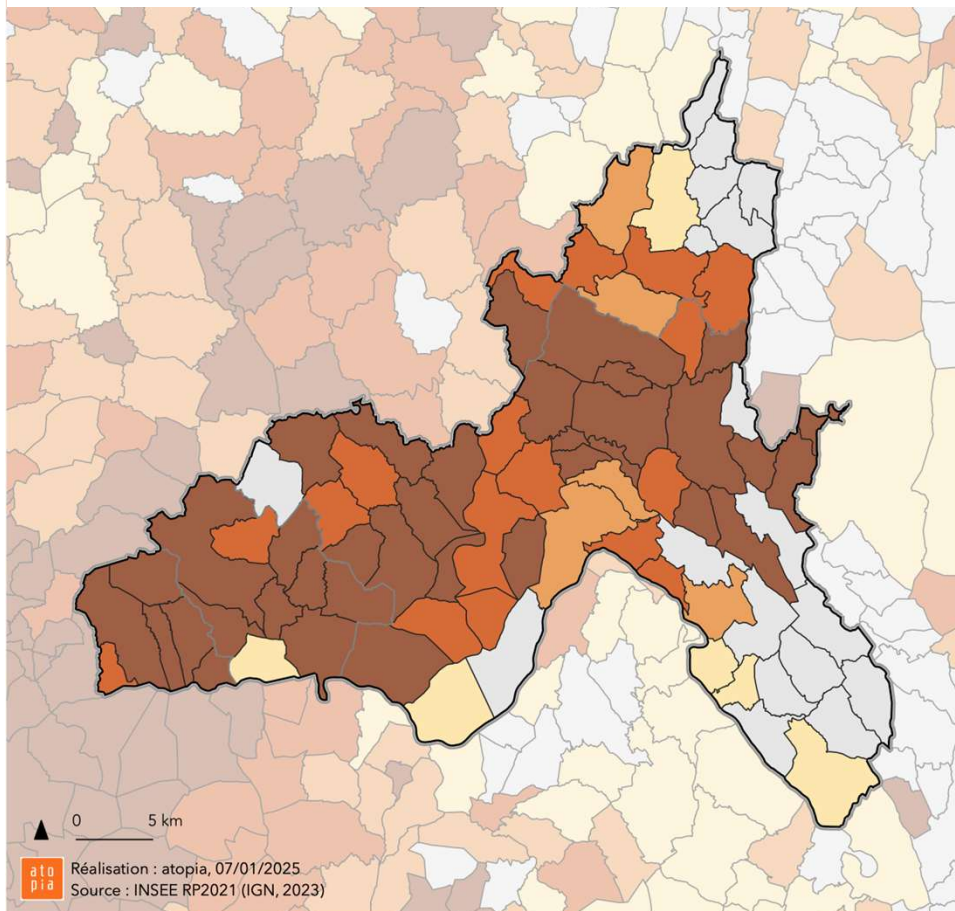 0 5 km
ato
pia
Réalisation : atopia, 07/01/2025
Source : INSEE RP2021 (IGN, 2023)